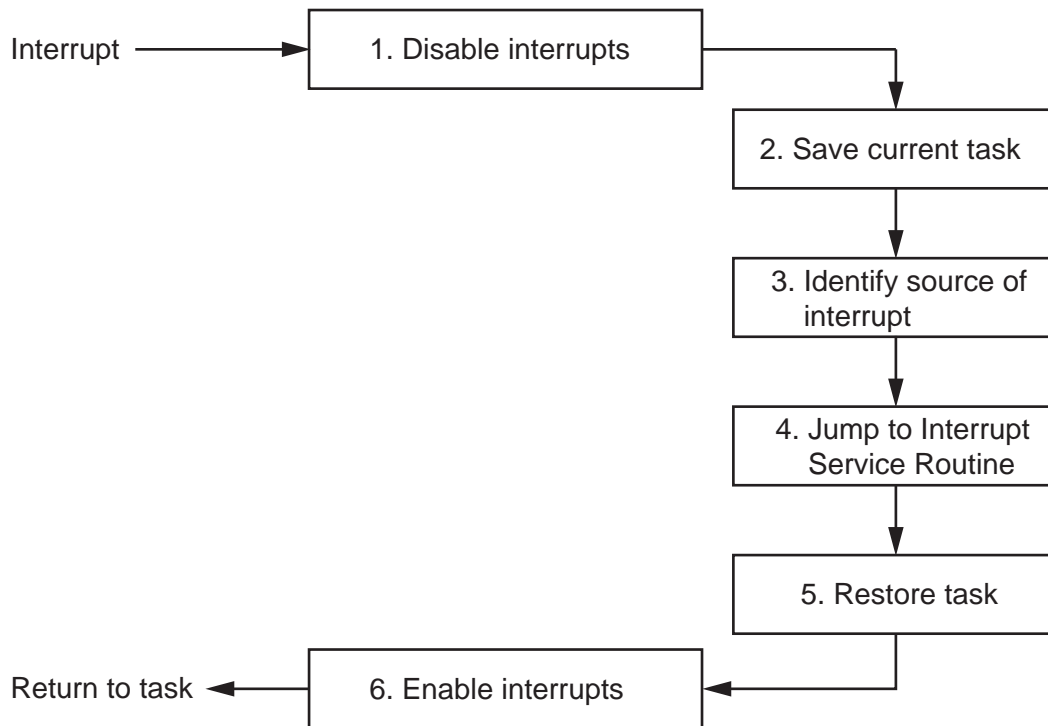 Interrupt
1. Disable interrupts
2. Save current task
3. Identify source of
interrupt
4. Jump to Interrupt
Service Routine
5. Restore task
Return to task
6. Enable interrupts